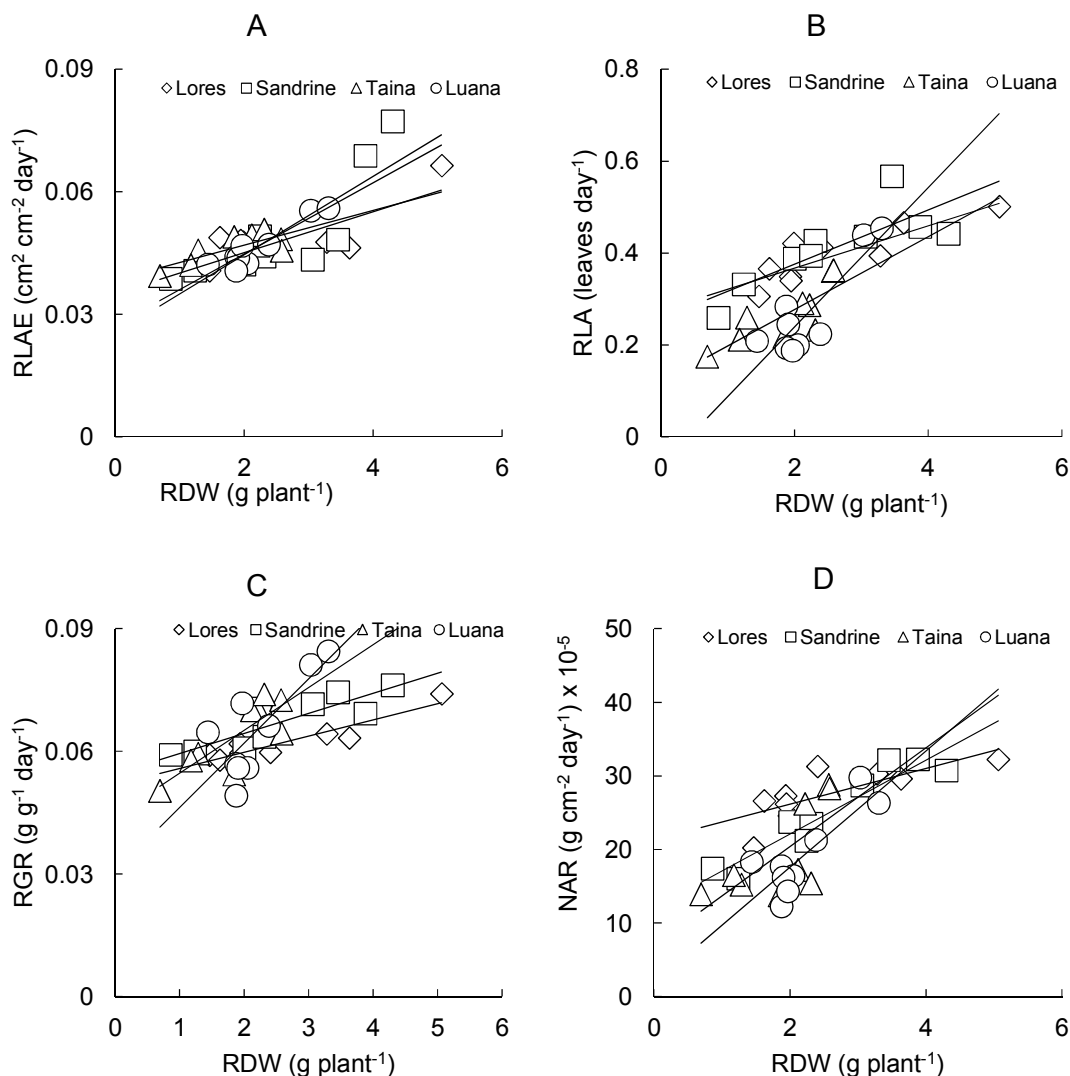 A
RLAE (cm² cm⁻² day⁻¹)
0.09
0.06
0.03
0
Lores Sandrine Taina Luana
0 2 4 6
RDW (g plant⁻¹)
B
RLA (leaves day⁻¹)
0.8
0.6
0.4
0.2
0
Lores Sandrine Taina Luana
0 2 4 6
RDW (g plant⁻¹)
C
RGR (g g⁻¹ day⁻¹)
0.09
0.06
0.03
0
Lores Sandrine Taina Luana
0 1 2 3 4 5 6
RDW (g plant⁻¹)
D
NAR (g cm⁻² day⁻¹) x 10⁻⁵
50
40
30
20
10
0
Lores Sandrine Taina Luana
0 2 4 6
RDW (g plant⁻¹)